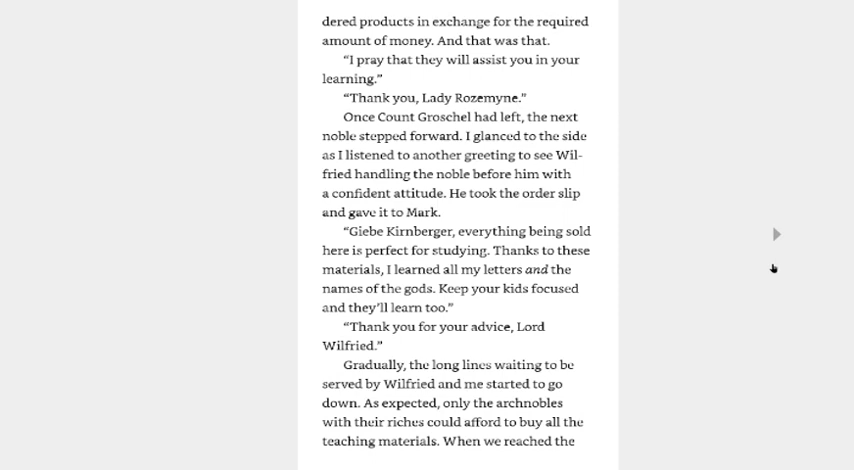 dered products in exchange for the required
amount of money. And that was that.
“I pray that they will assist you in your
learning.”
“Thank you, Lady Rozemyne.”
Once Count Groschel had left, the next
noble stepped forward. I glanced to the side
as I listened to another greeting to see Wil-
fried handling the noble before him with
a confident attitude. He took the order slip
and gave it to Mark.
“Giebe Kirnberger, everything being sold
here is perfect for studying. Thanks to these
materials, I learned all my letters and the
names of the gods. Keep your kids focused
and they’ll learn too.”
“Thank you for your advice, Lord
Wilfried.”
Gradually, the long lines waiting to be
served by Wilfried and me started to go
down. As expected, only the archnobles
with their riches could afford to buy all the
teaching materials. When we reached the